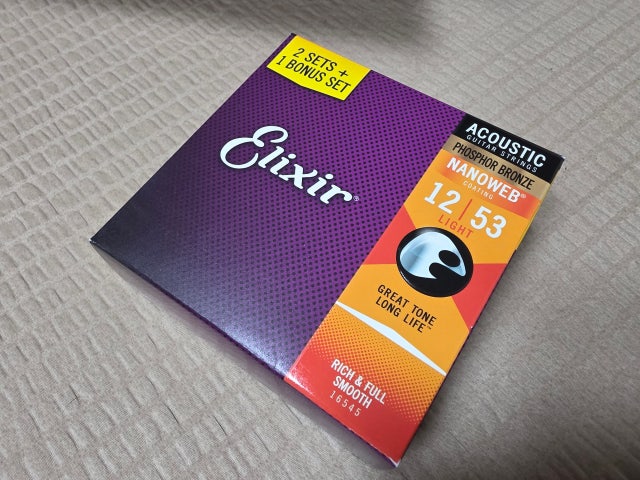 2 SETS +
1 BONUS SET
Elixir®
ACOUSTIC
GUITAR STRINGS
PHOSPHOR BRONZE
NANOWEB®
COATING
12 | 53
LIGHT
GREAT TONE
LONG LIFE™
RICH & FULL
SMOOTH
16545